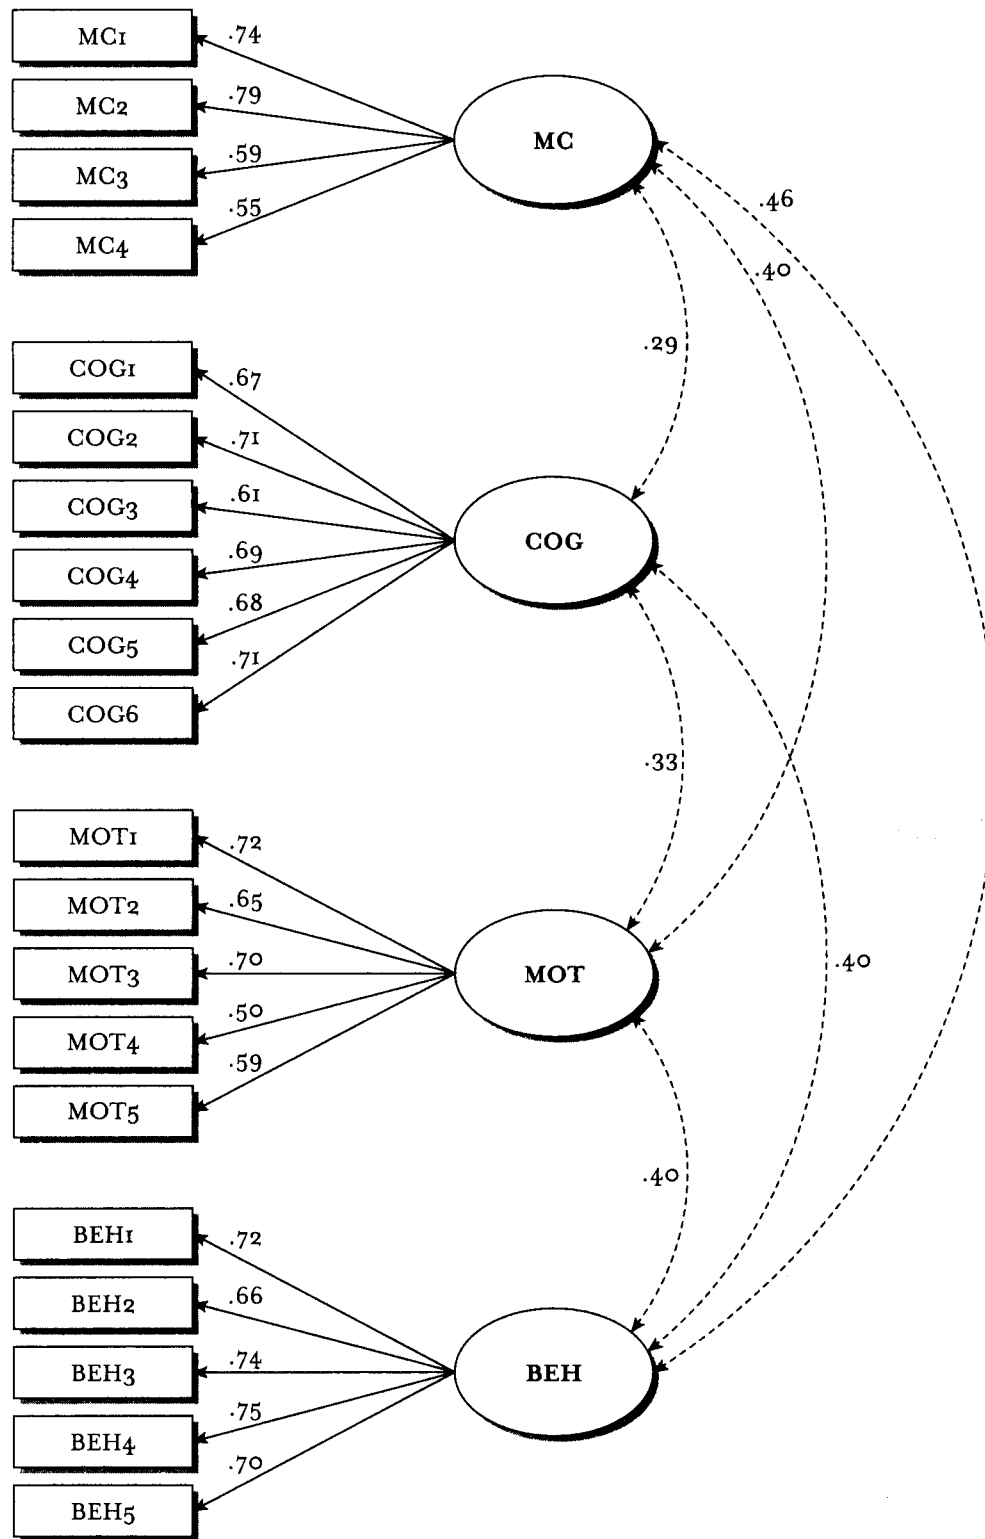 MC1
.74
MC2
.79
MC
MC3
.59
.46
MC4
.55
.40
.29
COG1
.67
COG2
.71
COG3
.61
COG
COG4
.69
COG5
.68
COG6
.71
.33
MOT1
.72
MOT2
.65
MOT3
.70
MOT
.40
MOT4
.50
MOT5
.59
.40
BEH1
.72
BEH2
.66
BEH3
.74
BEH
BEH4
.75
BEH5
.70